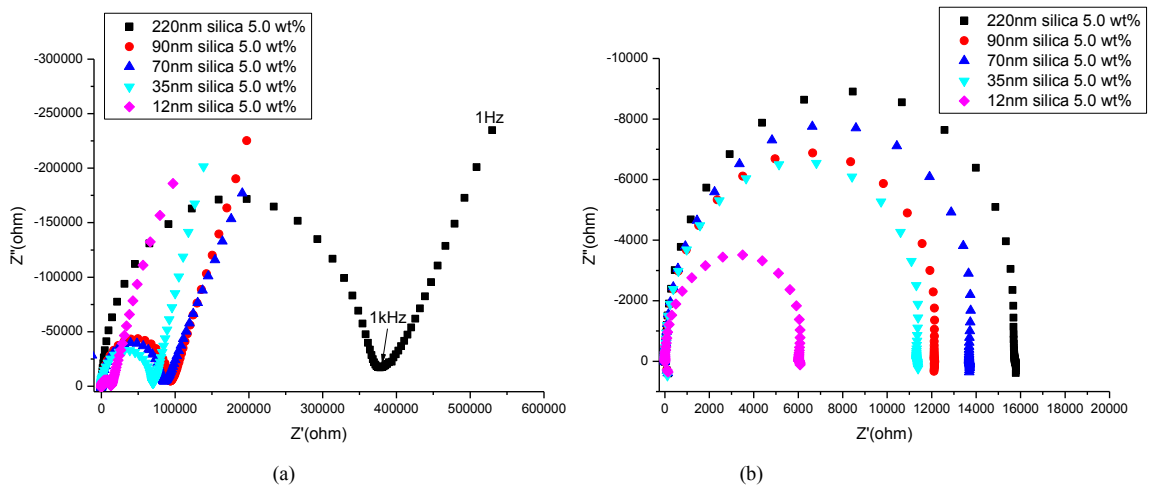 220nm silica 5.0 wt%
90nm silica 5.0 wt%
70nm silica 5.0 wt%
35nm silica 5.0 wt%
12nm silica 5.0 wt%
-300000
-250000
-200000
-150000
-100000
-50000
0
Z"(ohm)
1Hz
1kHz
0
100000
200000
300000
400000
500000
600000
Z'(ohm)
(a)
220nm silica 5.0 wt%
90nm silica 5.0 wt%
70nm silica 5.0 wt%
35nm silica 5.0 wt%
12nm silica 5.0 wt%
-10000
-8000
-6000
-4000
-2000
0
Z"(ohm)
0
2000
4000
6000
8000
10000
12000
14000
16000
18000
20000
Z'(ohm)
(b)